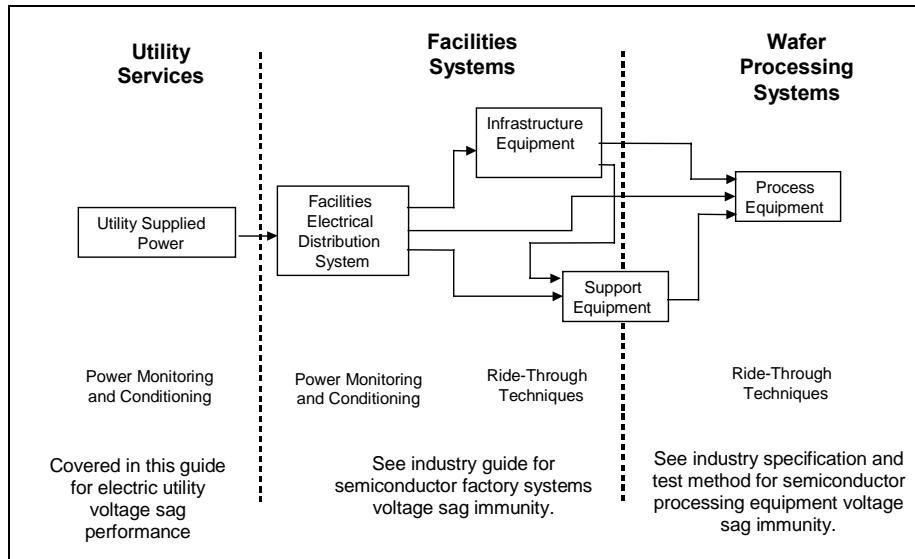 Utility
Services
Facilities
Systems
Wafer
Processing
Systems
Infrastructure
Equipment
Facilities
Electrical
Distribution
System
Utility Supplied
Power
Process
Equipment
Support
Equipment
Power Monitoring
and Conditioning
Power Monitoring
and Conditioning
Ride-Through
Techniques
Ride-Through
Techniques
Covered in this guide
for electric utility
voltage sag
performance
See industry guide for
semiconductor factory systems
voltage sag immunity.
See industry specification and
test method for semiconductor
processing equipment voltage
sag immunity.